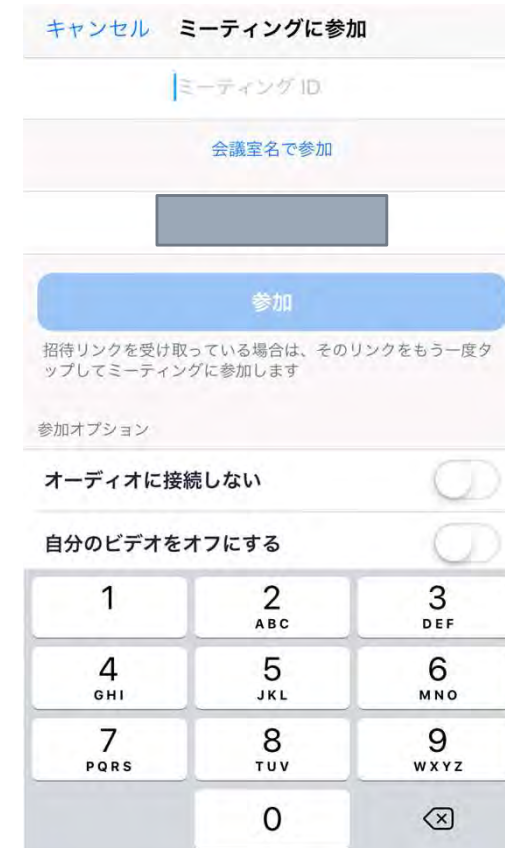 キャンセル ミーティングに参加
ミーティング ID
会議室名で参加
参加
招待リンクを受け取っている場合は、そのリンクをもう一度タ
ップしてミーティングに参加します
参加オプション
オーディオに接続しない
自分のビデオをオフにする
1 2 3
ABC DEF
4 5 6
GHI JKL MNO
7 8 9
PQRS TUV WXYZ
0